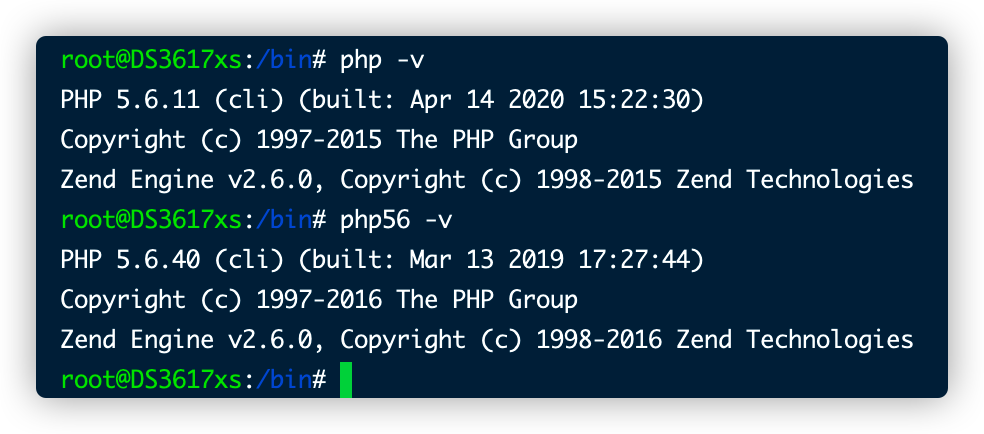 root@DS3617xs:/bin# php -v
PHP 5.6.11 (cli) (built: Apr 14 2020 15:22:30)
Copyright (c) 1997-2015 The PHP Group
Zend Engine v2.6.0, Copyright (c) 1998-2015 Zend Technologies
root@DS3617xs:/bin# php56 -v
PHP 5.6.40 (cli) (built: Mar 13 2019 17:27:44)
Copyright (c) 1997-2016 The PHP Group
Zend Engine v2.6.0, Copyright (c) 1998-2016 Zend Technologies
root@DS3617xs:/bin#